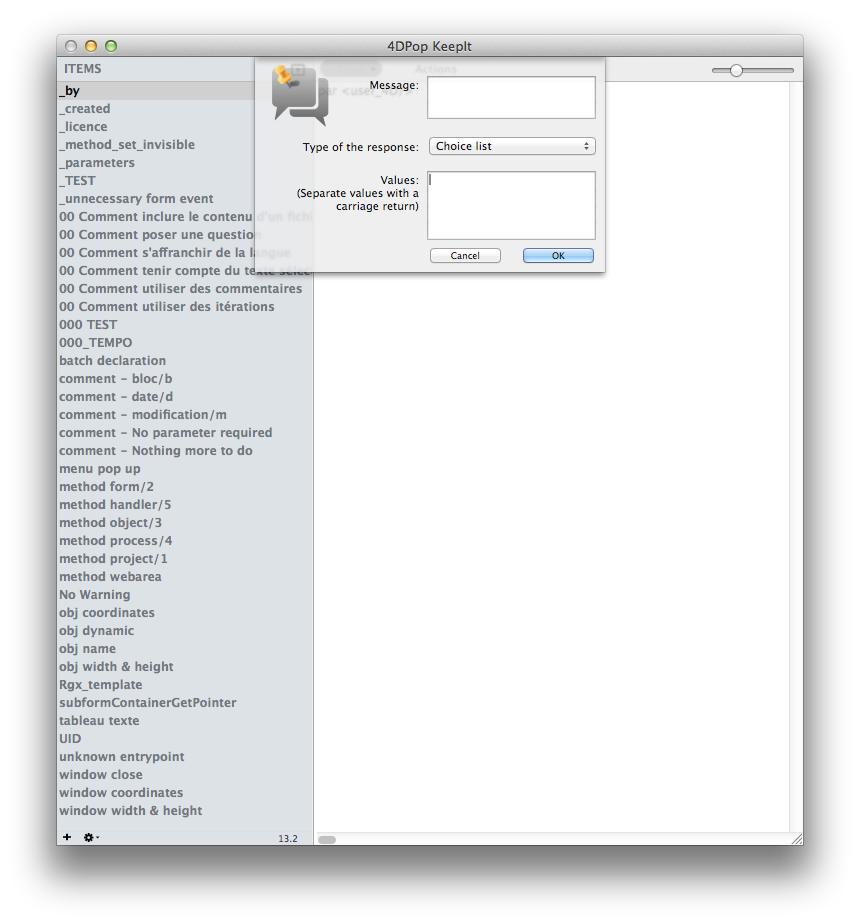 4DPop KeepIt
ITEMS
Actions
_by
par <user_4D/>
_created
_licence
_method_set_invisible
_parameters
_TEST
_unnecessary form event
00 Comment inclure le contenu d'un fichi
00 Comment poser une question
00 Comment s'affranchir de la langue
00 Comment tenir compte du texte sélec
00 Comment utiliser des commentaires
00 Comment utiliser des itérations
000 TEST
000_TEMPO
batch declaration
comment - bloc/b
comment - date/d
comment - modification/m
comment - No parameter required
comment - Nothing more to do
menu pop up
method form/2
method handler/5
method object/3
method process/4
method project/1
method webarea
No Warning
obj coordinates
obj dynamic
obj name
obj width & height
Rgx_template
subformContainerGetPointer
tableau texte
UID
unknown entrypoint
window close
window coordinates
window width & height
13.2
Message:
Type of the response:
Choice list
Values:
(Separate values with a
carriage return)
Cancel
OK